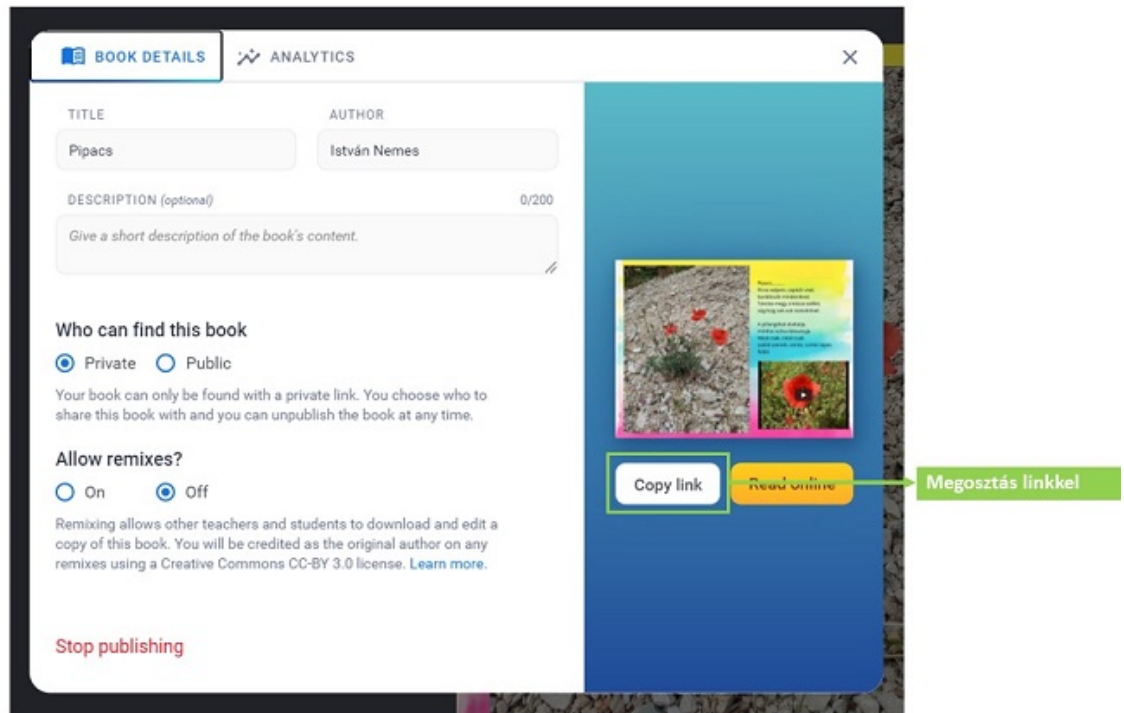 BOOK DETAILS
ANALYTICS
TITLE
AUTHOR
Pipacs
István Nemes
DESCRIPTION (optional)
0/200
Give a short description of the book's content.
Who can find this book
Private
Public
Your book can only be found with a private link. You choose who to
share this book with and you can unpublish the book at any time.
Allow remixes?
On
Off
Remixing allows other teachers and students to download and edit a
copy of this book. You will be credited as the original author on any
remixes using a Creative Commons CC-BY 3.0 license. Learn more.
Stop publishing
Copy link
Read online
Megosztás linkkel